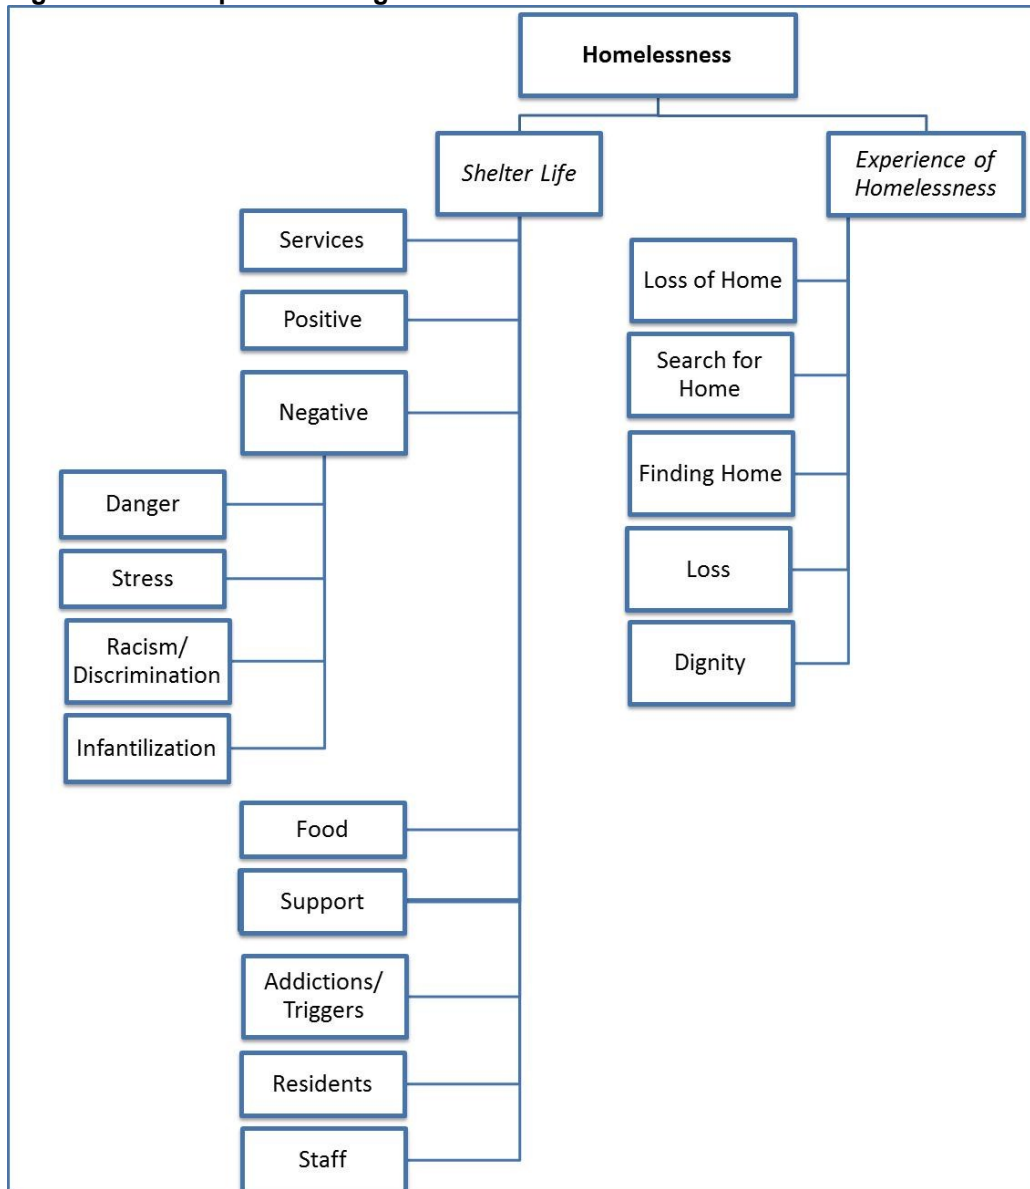 Homelessness
Shelter Life
Experience of
Homelessness
Services
Positive
Negative
Danger
Stress
Racism/
Discrimination
Infantilization
Food
Support
Addictions/
Triggers
Residents
Staff
Loss of Home
Search for
Home
Finding Home
Loss
Dignity